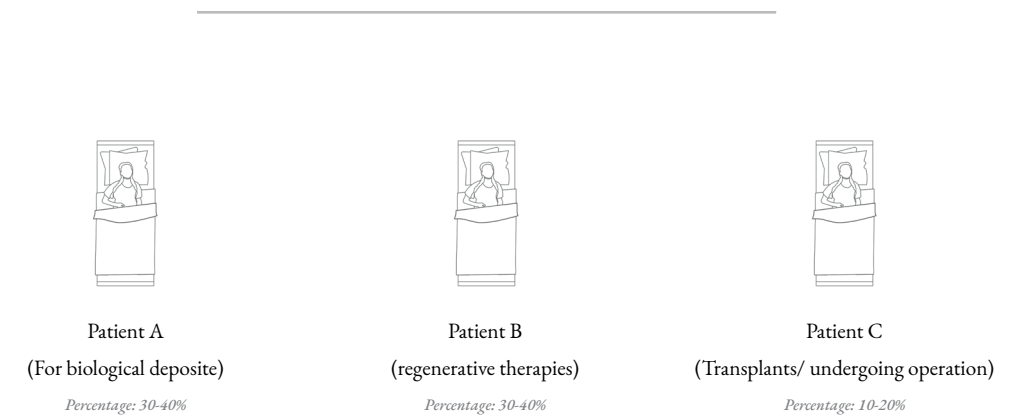 Patient A
(For biological deposite)
Percentage: 30-40%
Patient B
(regenerative therapies)
Percentage: 30-40%
Patient C
(Transplants/ undergoing operation)
Percentage: 10-20%